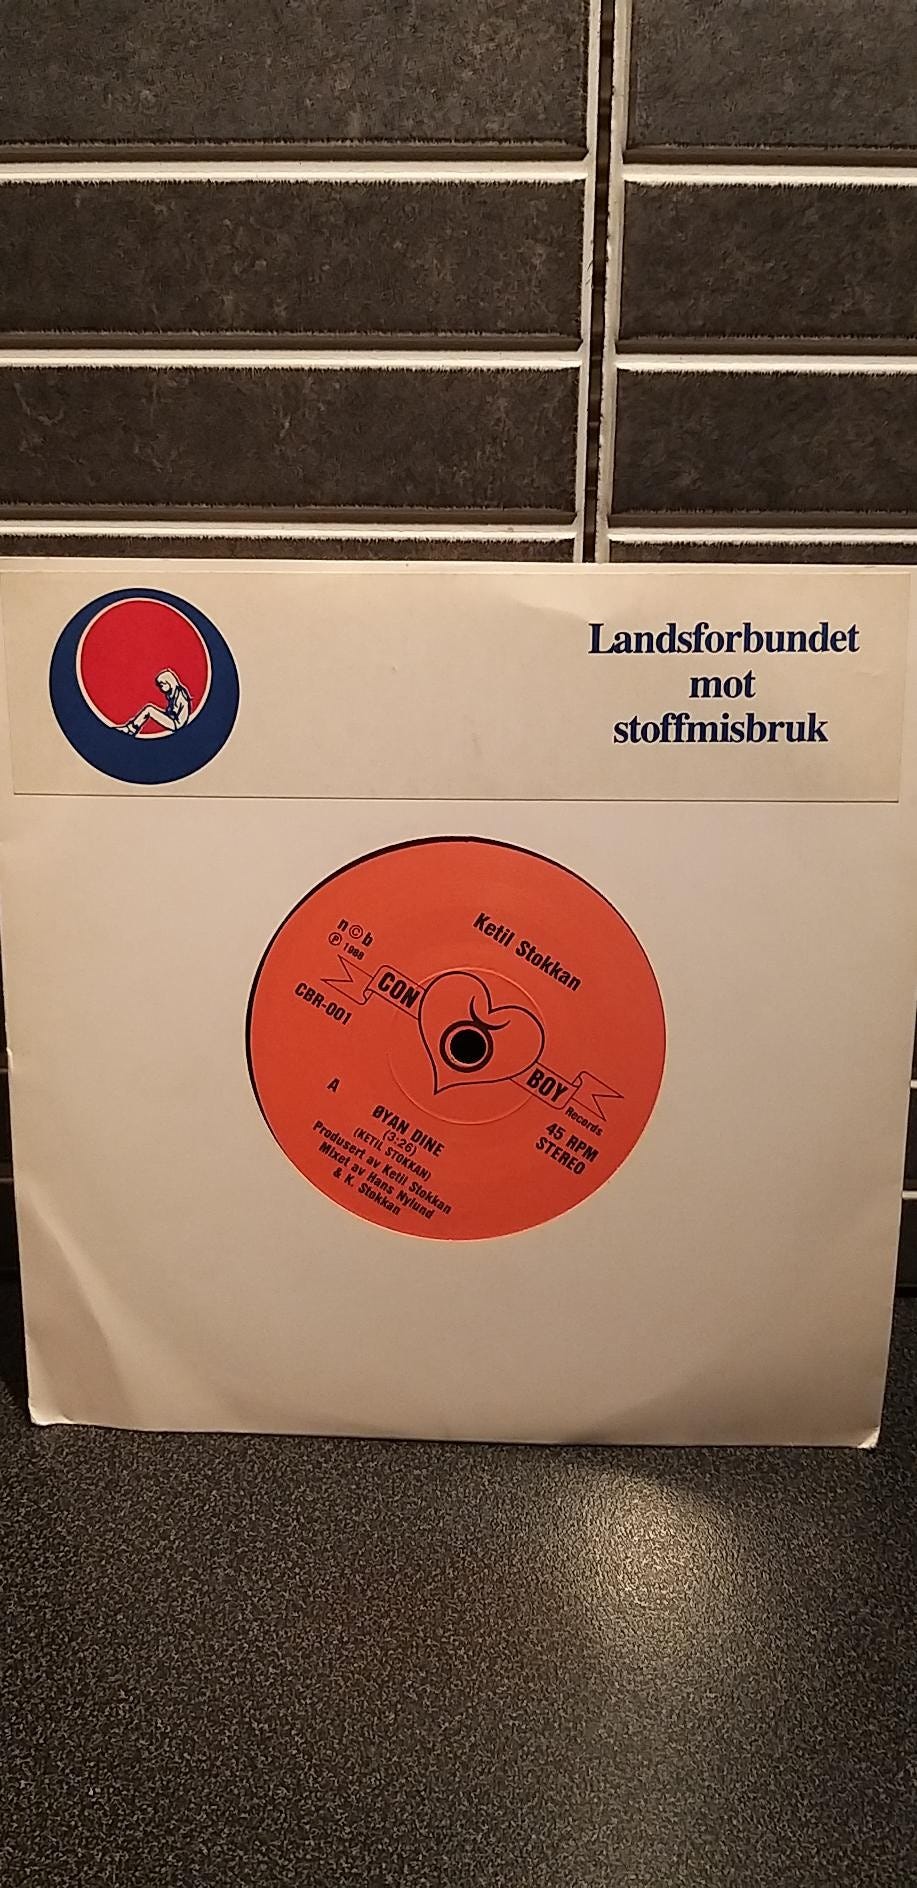 Landsforbundet
mot
stoffmisbruk
Ketil Stokkan
n©b
℗ 1988
CBR-001
CON
BOY
Records
45 RPM
STEREO
A
ØYAN DINE
(3:26)
(KETIL STOKKAN)
Produsert av Ketil Stokkan
Mixet av Hans Nylund
& K. Stokkan